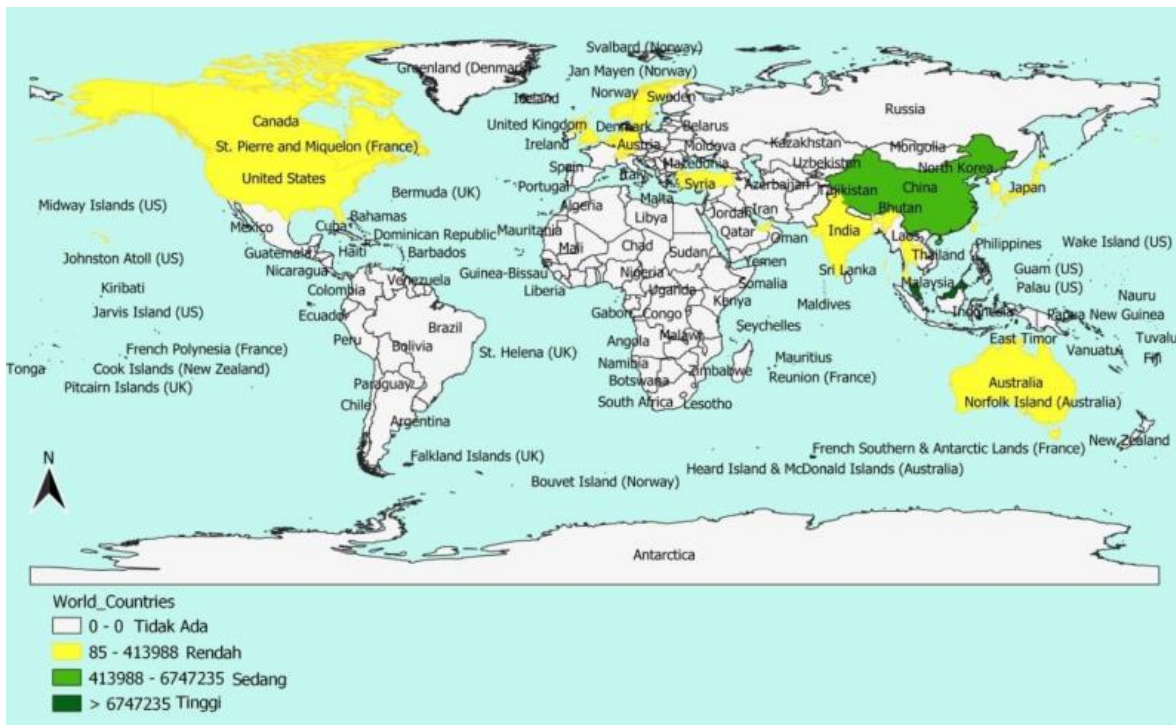 Svalbard (Norway)
Greenland (Denmark)
Jan Mayen (Norway)
Iceland
Norway
Sweden
Russia
Canada
United Kingdom
Denmark
Belarus
Ireland
Austria
Moldova
Kazakhstan
Mongolia
St. Pierre and Miquelon (France)
Spain
Italy
Macedonia
Uzbekistan
North Korea
United States
Portugal
Syria
Azerbaijan
Tajikistan
China
Japan
Bermuda (UK)
Malta
Midway Islands (US)
Algeria
Libya
Jordan
Iran
Bhutan
Mexico
Cuba
Bahamas
Mauritania
Qatar
India
Laos
Dominican Republic
Oman
Philippines
Wake Island (US)
Johnston Atoll (US)
Guatemala
Haiti
Barbados
Mali
Chad
Sudan
Yemen
Thailand
Nicaragua
Venezuela
Guinea-Bissau
Nigeria
Somalia
Sri Lanka
Guam (US)
Kiribati
Colombia
Liberia
Uganda
Maldives
Malaysia
Palau (US)
Nauru
Jarvis Island (US)
Ecuador
Gabon
Congo
Kenya
Indonesia
Papua New Guinea
Brazil
Seychelles
French Polynesia (France)
Peru
Bolivia
St. Helena (UK)
Angola
Malawi
East Timor
Vanuatu
Tuvalu
Tonga
Cook Islands (New Zealand)
Namibia
Zimbabwe
Mauritius
Fiji
Pitcairn Islands (UK)
Paraguay
Botswana
Reunion (France)
Australia
Chile
South Africa
Lesotho
Norfolk Island (Australia)
Argentina
New Zealand
French Southern & Antarctic Lands (France)
N
Falkland Islands (UK)
Heard Island & McDonald Islands (Australia)
Bouvet Island (Norway)
Antarctica
World_Countries
0 - 0 Tidak Ada
85 - 413988 Rendah
413988 - 6747235 Sedang
> 6747235 Tinggi